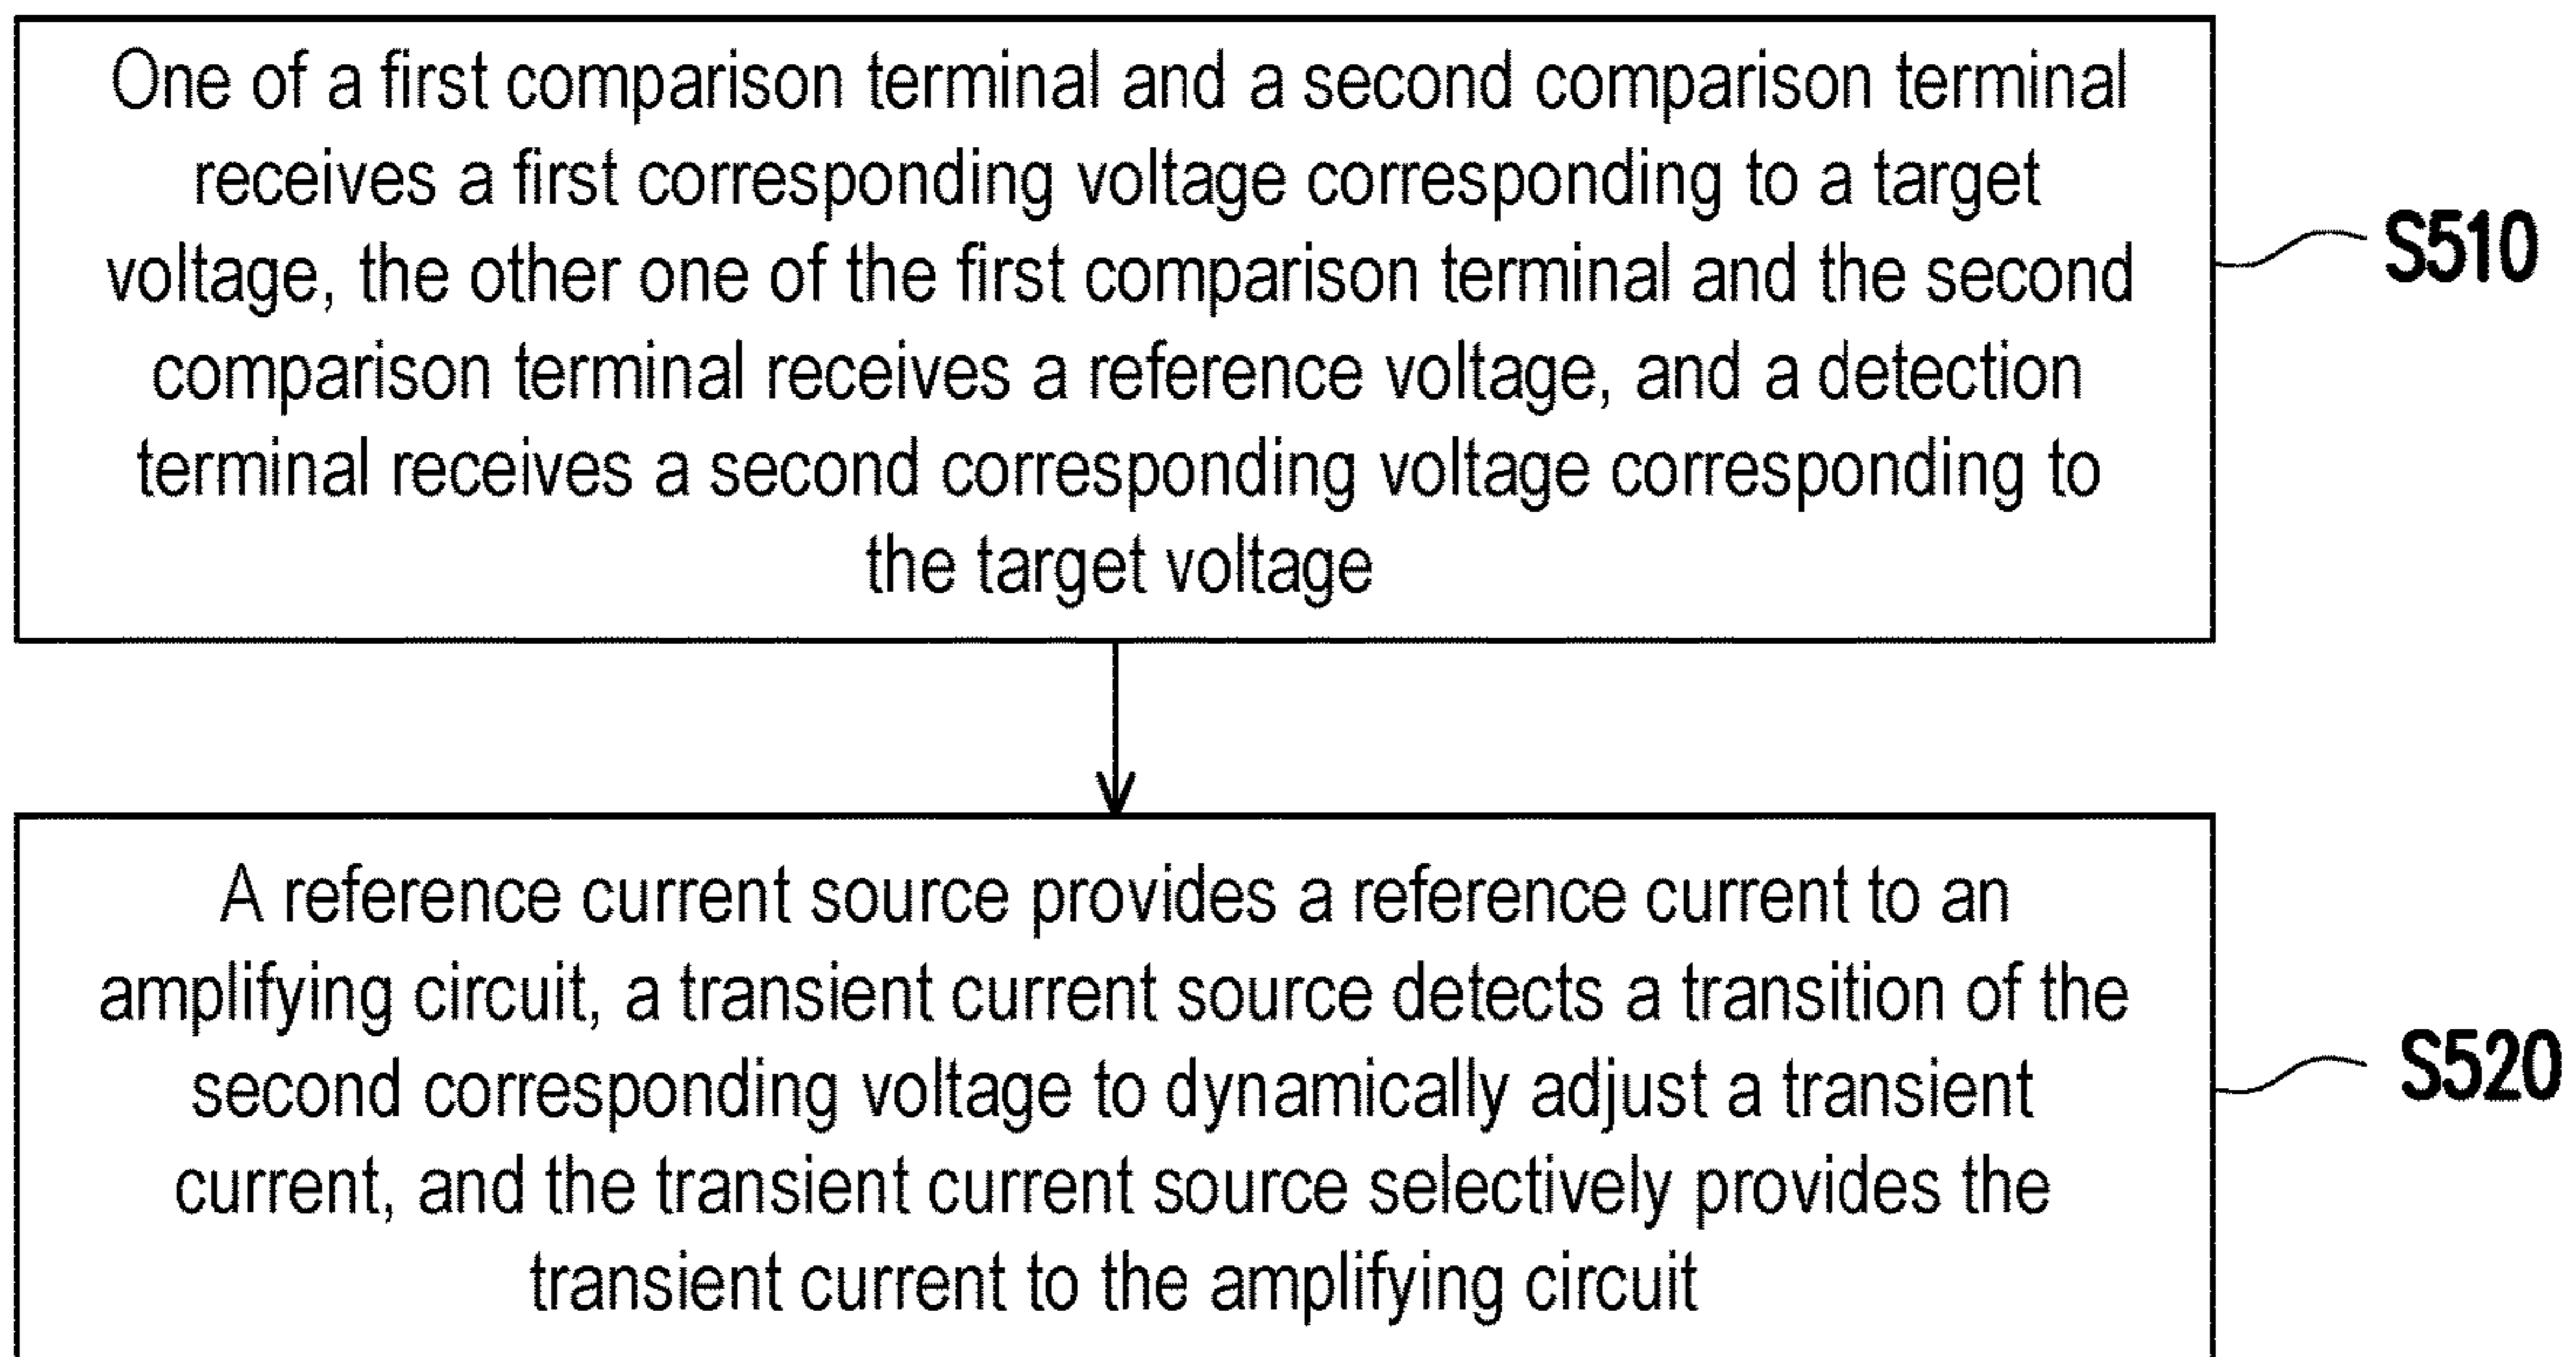 One of a first comparison terminal and a second comparison terminal
receives a first corresponding voltage corresponding to a target
voltage, the other one of the first comparison terminal and the second
comparison terminal receives a reference voltage, and a detection
terminal receives a second corresponding voltage corresponding to
the target voltage
S510
A reference current source provides a reference current to an
amplifying circuit, a transient current source detects a transition of the
second corresponding voltage to dynamically adjust a transient
current, and the transient current source selectively provides the
transient current to the amplifying circuit
S520